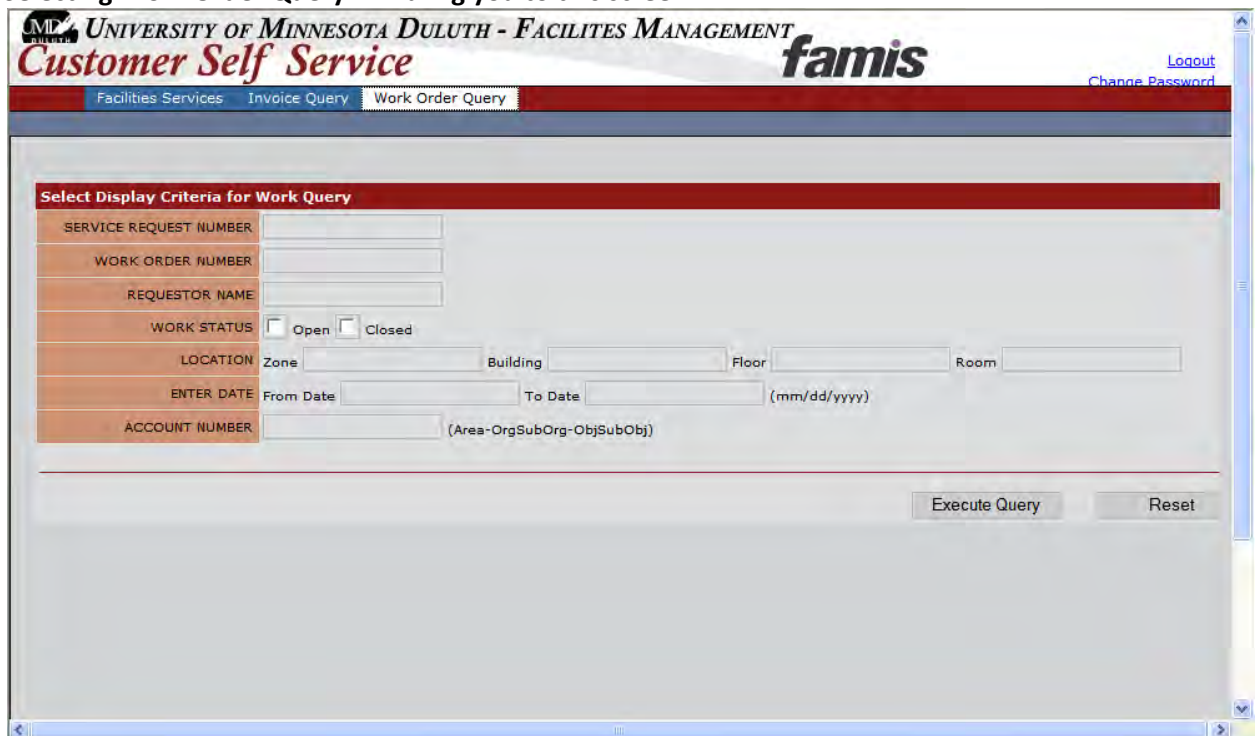 UMD UNIVERSITY OF MINNESOTA DULUTH - FACILITES MANAGEMENT
DULUTH
Customer Self Service
famis
Logout
Change Password
Facilities Services Invoice Query Work Order Query
Select Display Criteria for Work Query
SERVICE REQUEST NUMBER
WORK ORDER NUMBER
REQUESTOR NAME
WORK STATUS Open Closed
LOCATION Zone Building Floor Room
ENTER DATE From Date To Date (mm/dd/yyyy)
ACCOUNT NUMBER (Area-OrgSubOrg-ObjSubObj)
Execute Query Reset